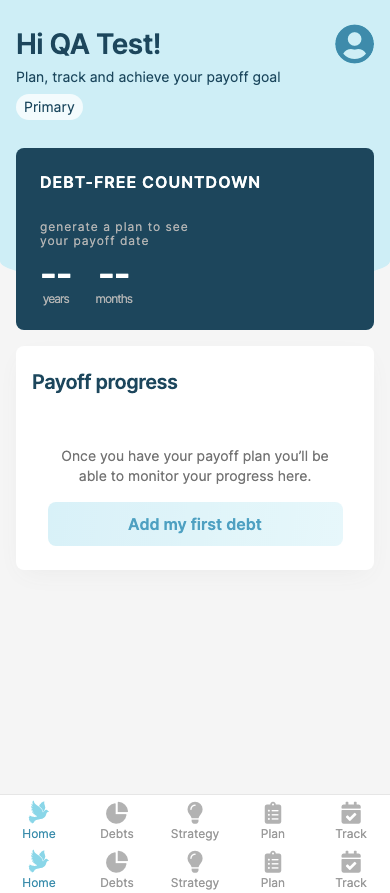 Hi QA Test!
Plan, track and achieve your payoff goal
Primary
DEBT-FREE COUNTDOWN
generate a plan to see
your payoff date
-- --
years months
Payoff progress
Once you have your payoff plan you’ll be
able to monitor your progress here.
Add my first debt
Home Debts Strategy Plan Track
Home Debts Strategy Plan Track